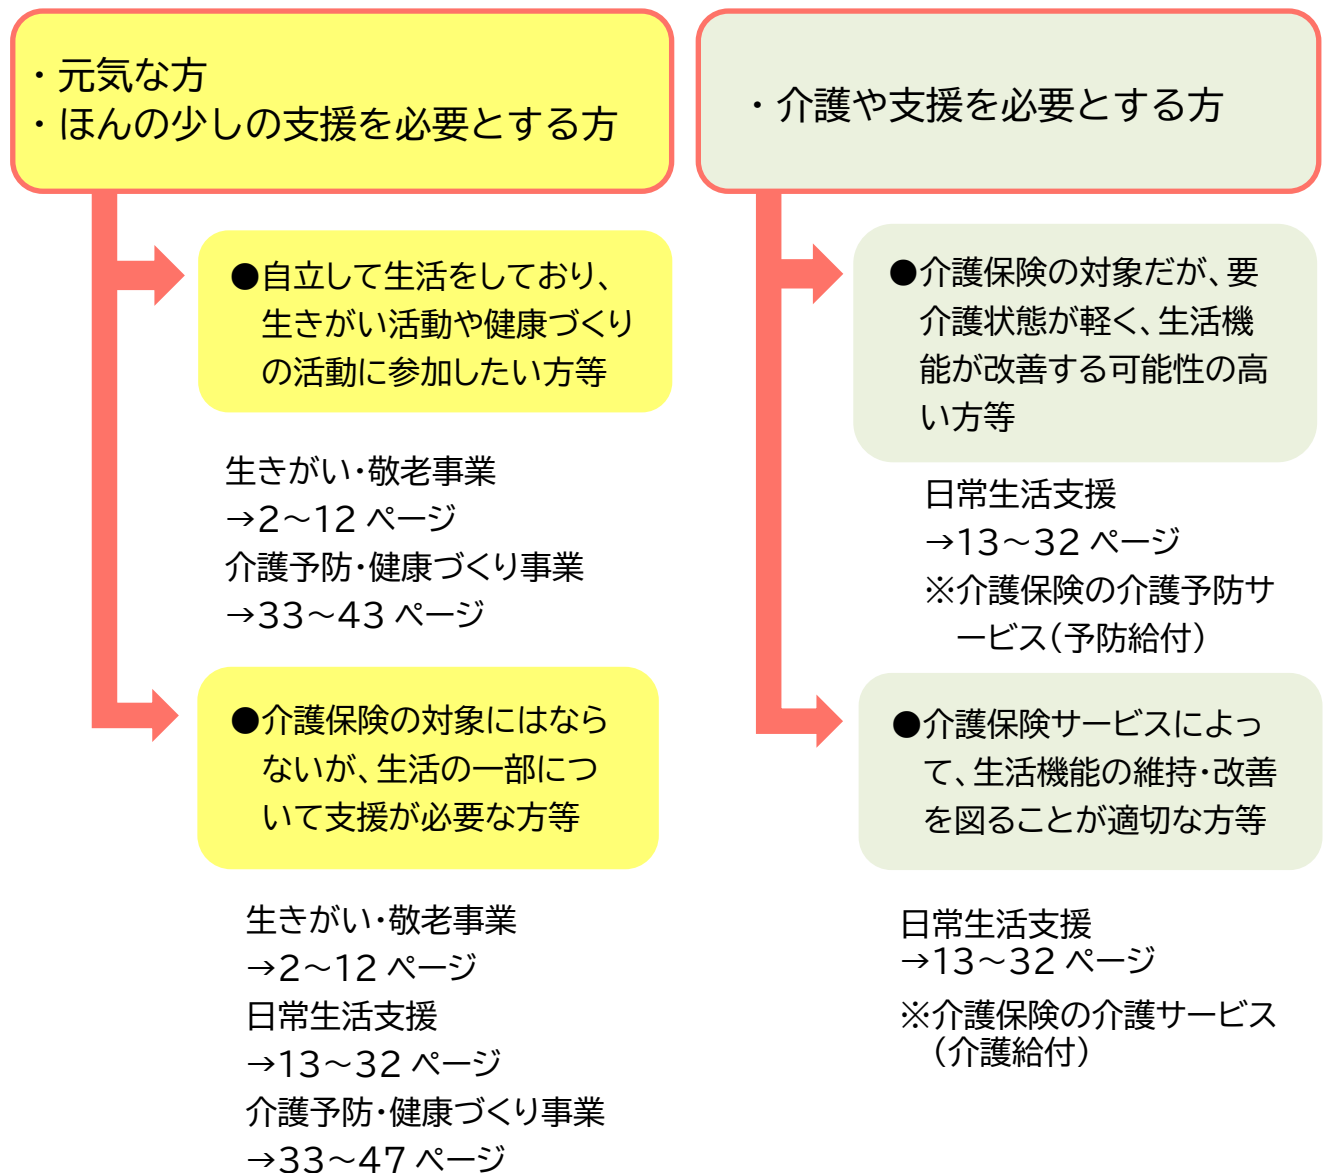 ・元気な方
・ほんの少しの支援を必要とする方
●自立して生活をしており、
生きがい活動や健康づくり
の活動に参加したい方等
生きがい・敬老事業
→2～12 ページ
介護予防・健康づくり事業
→33～43 ページ
●介護保険の対象にはなら
ないが、生活の一部につ
いて支援が必要な方等
生きがい・敬老事業
→2～12 ページ
日常生活支援
→13～32 ページ
介護予防・健康づくり事業
→33～47 ページ
・介護や支援を必要とする方
●介護保険の対象だが、要
介護状態が軽く、生活機
能が改善する可能性の高
い方等
日常生活支援
→13～32 ページ
※介護保険の介護予防サ
ービス(予防給付)
●介護保険サービスによっ
て、生活機能の維持・改善
を図ることが適切な方等
日常生活支援
→13～32 ページ
※介護保険の介護サービス
(介護給付)